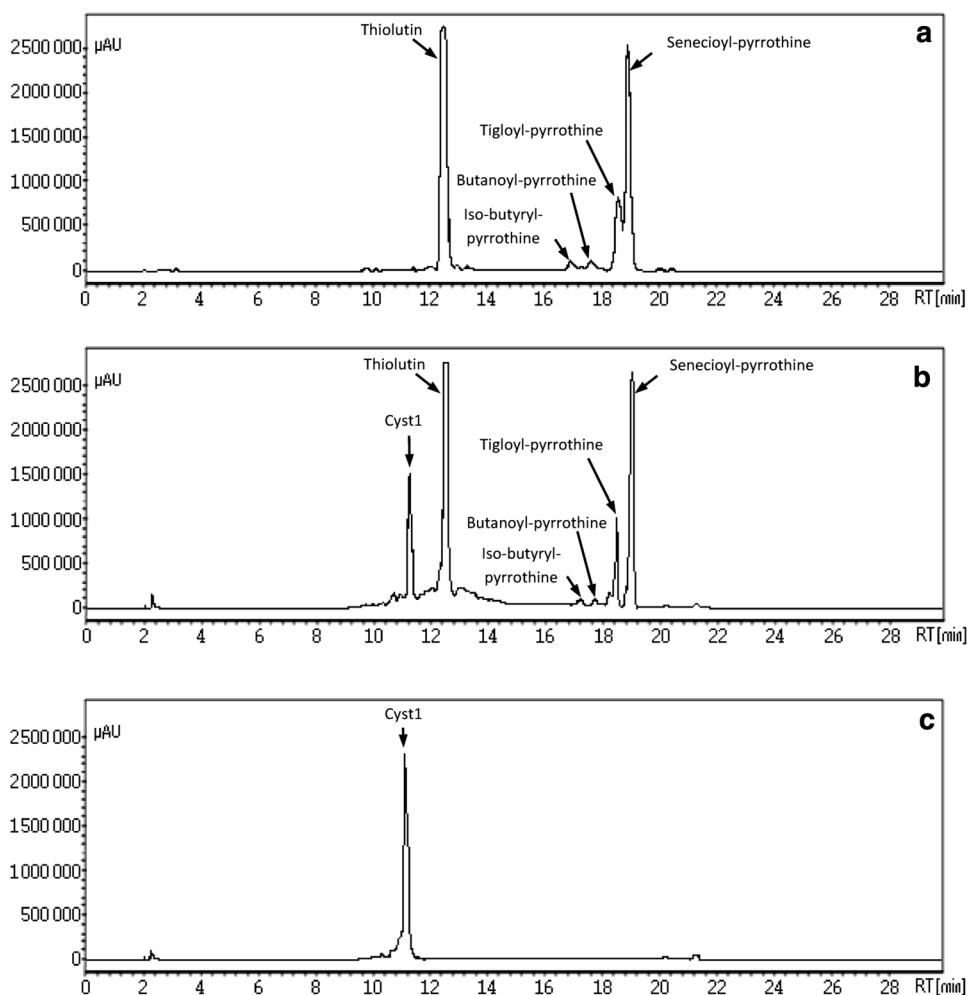 a
µAU
Thiolutin
Senecioyl-pyrrothine
Tigloyl-pyrrothine
Butanoyl-pyrrothine
Iso-butyryl-
pyrrothine
2500 000
2000 000
1500 000
1000 000
500 000
0
0 2 4 6 8 10 12 14 16 18 20 22 24 26 28 RT [min]
b
µAU
Thiolutin
Senecioyl-pyrrothine
Cyst1
Tigloyl-pyrrothine
Butanoyl-pyrrothine
Iso-butyryl-
pyrrothine
2500 000
2000 000
1500 000
1000 000
500 000
0
0 2 4 6 8 10 12 14 16 18 20 22 24 26 28 RT [min]
c
Cyst1
µAU
2500 000
2000 000
1500 000
1000 000
500 000
0
0 2 4 6 8 10 12 14 16 18 20 22 24 26 28 RT [min]